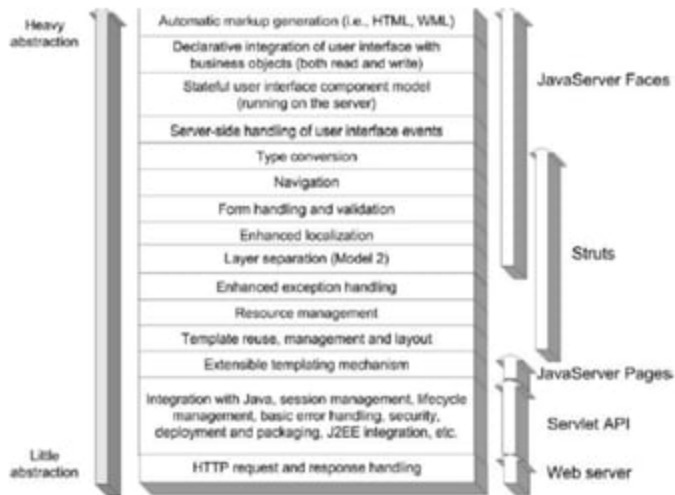 Heavy
abstraction
Automatic markup generation (i.e., HTML, WML)
Declarative integration of user interface with
business objects (both read and write)
Stateful user interface component model
(running on the server)
Server-side handling of user interface events
Type conversion
Navigation
Form handling and validation
Enhanced localization
Layer separation (Model 2)
Enhanced exception handling
Resource management
Template reuse, management and layout
Extensible templating mechanism
Integration with Java, session management, lifecycle
management, basic error handling, security,
deployment and packaging, J2EE integration, etc.
HTTP request and response handling
Little
abstraction
JavaServer Faces
Struts
JavaServer Pages
Servlet API
Web server